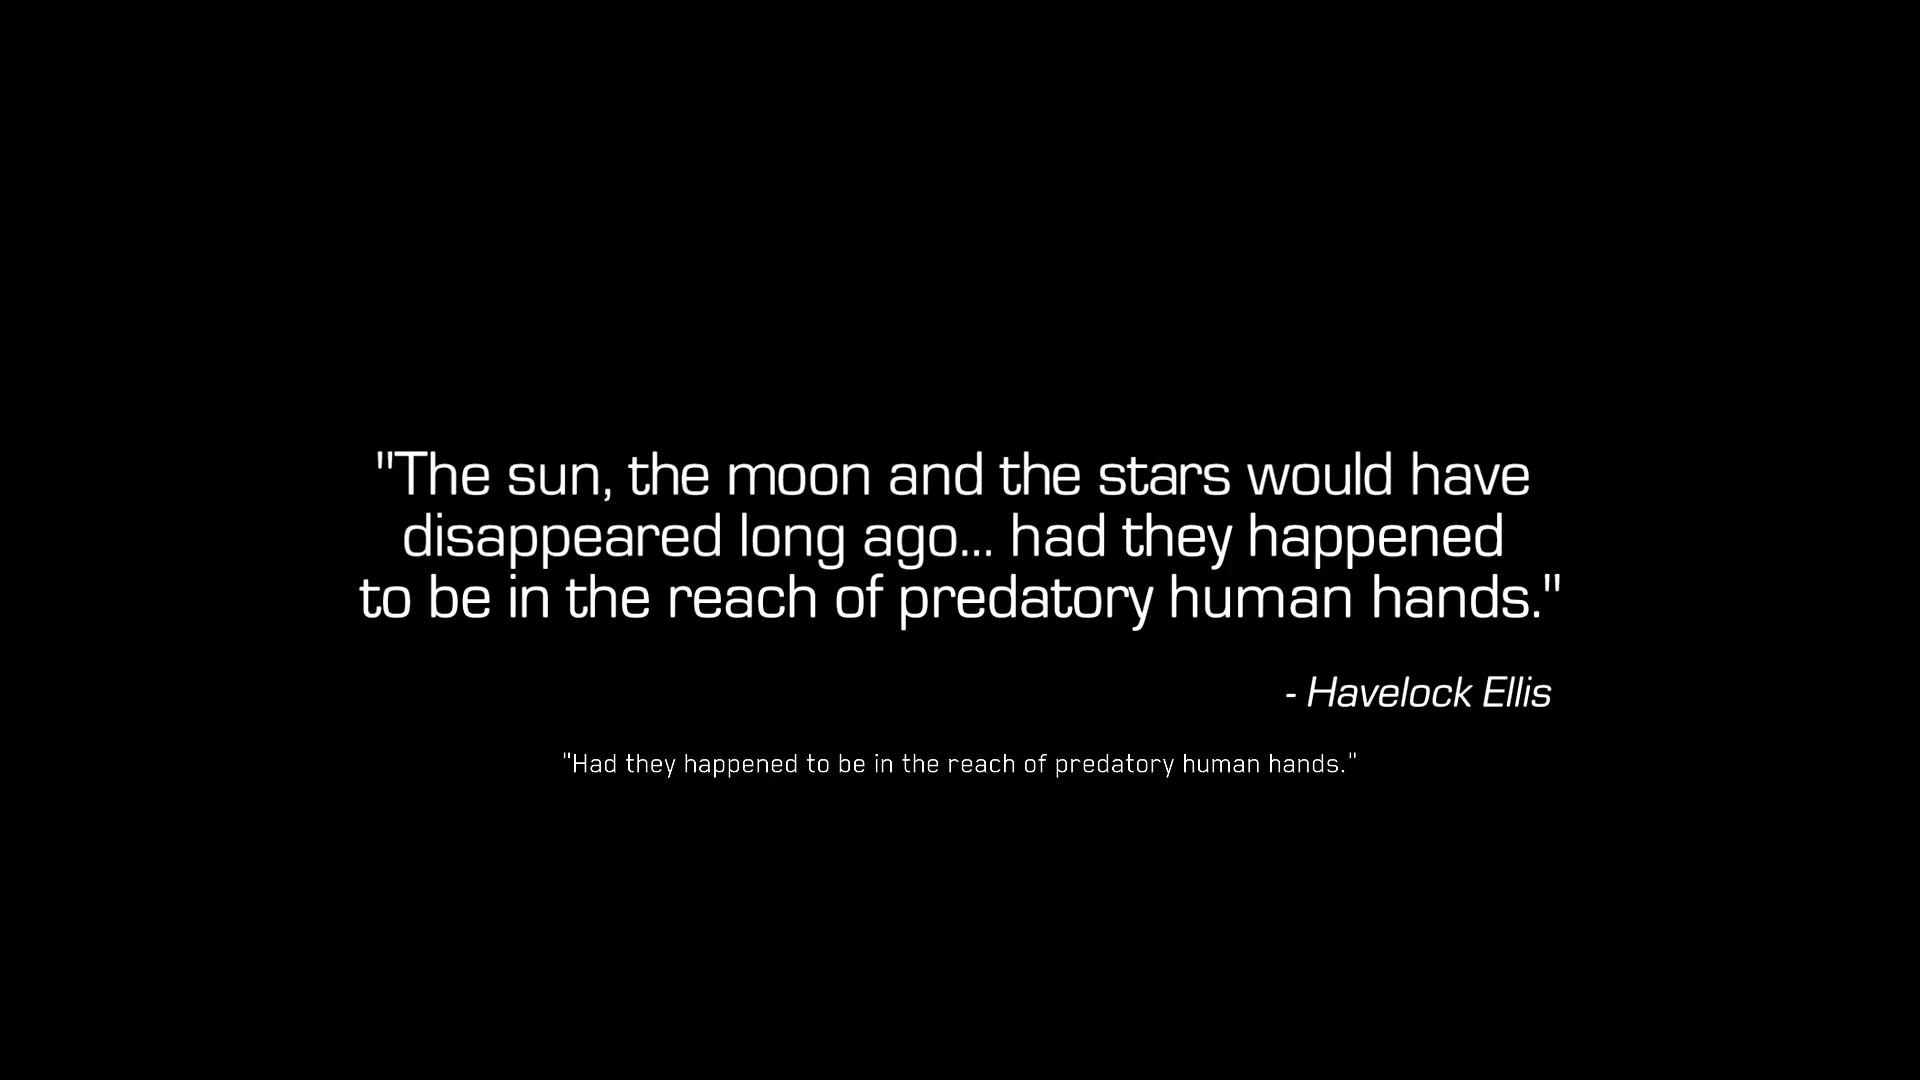 "The sun, the moon and the stars would have
disappeared long ago... had they happened
to be in the reach of predatory human hands."
- Havelock Ellis
"Had they happened to be in the reach of predatory human hands."